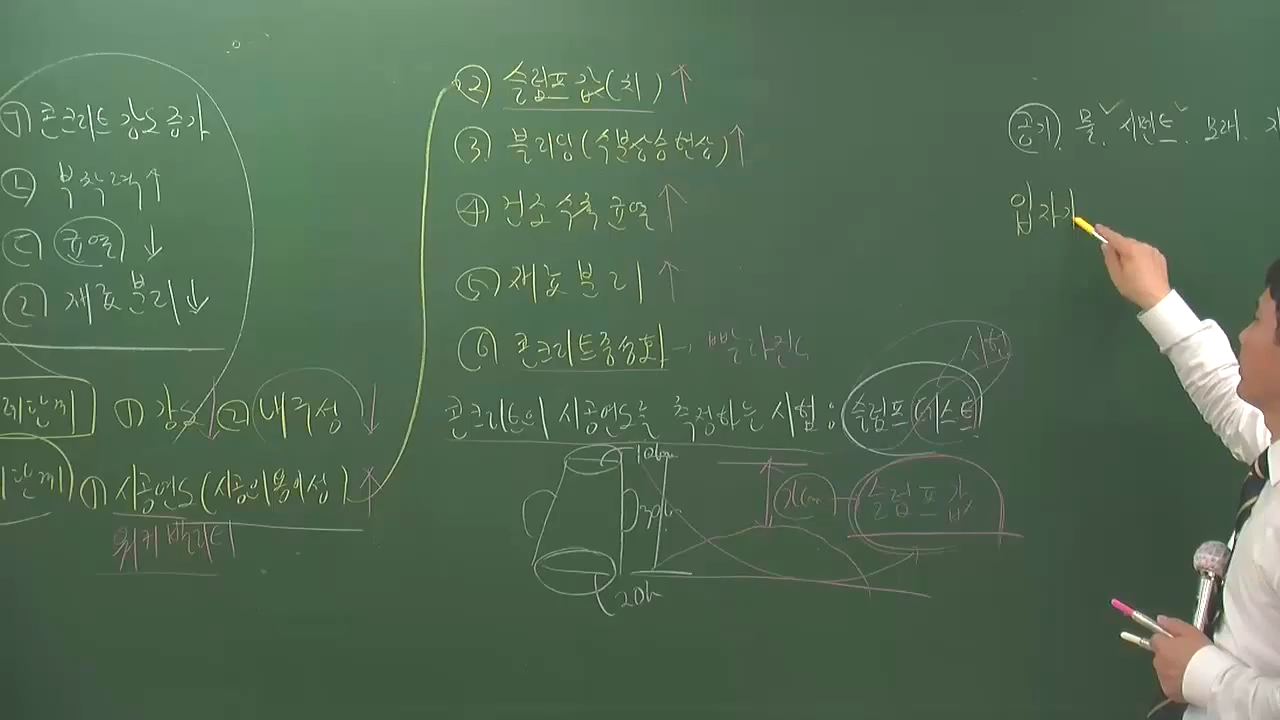 ㉠ 콘크리트 강도 증가
㉡ 부착력↑
㉢ 균열 ↓
㉣ 재료분리↓
① 강도↓ ② 내구성↓
① 시공연도(시공의용이성)↑
워커빌리티
② 슬럼프 값(치)↑
③ 블리딩(수분상승현상)↑
④ 건조수축 균열↑
⑤ 재료분리↑
⑥ 콘크리트중성화→ 빨라진다
콘크리트의 시공연도를 측정하는 시험: 슬럼프 테스트
시험
10cm
30cm
20cm
슬럼프 값
공기. 물. 시멘트. 모래. 자
입자가